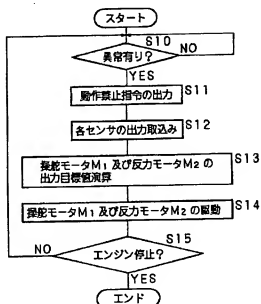 スタート
S10
異常有り?
NO
YES
S11
動作禁止指令の出力
S12
各センサの出力取込み
S13
操舵モータM1及び反力モータM2の
出力目標値演算
S14
操舵モータM1及び反力モータM2の駆動
S15
NO
エンジン停止?
YES
エンド